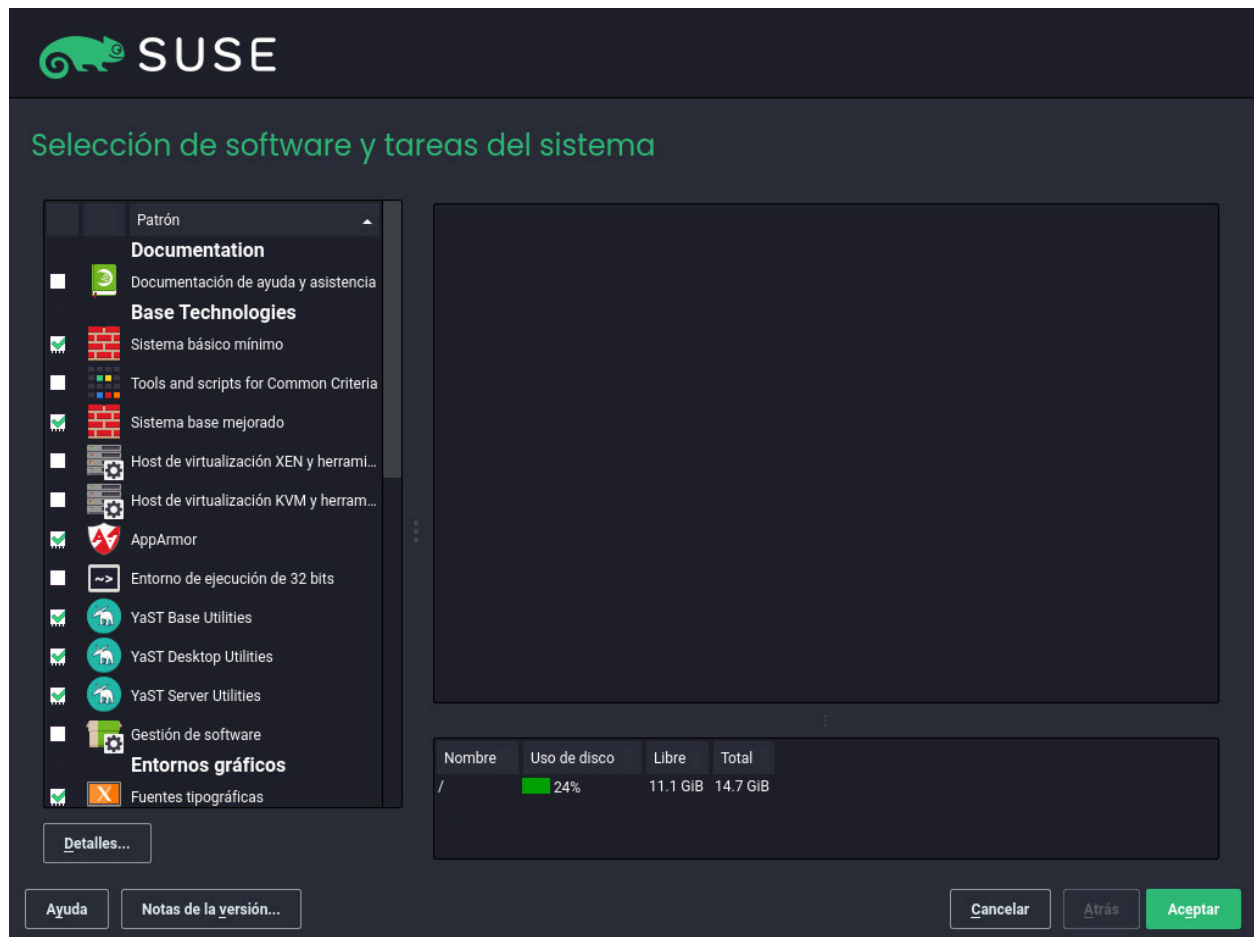 SUSE
Selección de software y tareas del sistema
Patrón
Documentation
Documentación de ayuda y asistencia
Base Technologies
Sistema básico mínimo
Tools and scripts for Common Criteria
Sistema base mejorado
Host de virtualización XEN y herrami...
Host de virtualización KVM y herram...
AppArmor
Entorno de ejecución de 32 bits
YaST Base Utilities
YaST Desktop Utilities
YaST Server Utilities
Gestión de software
Entornos gráficos
Fuentes tipográficas
Nombre Uso de disco Libre Total
/ 24% 11.1 GiB 14.7 GiB
Detalles...
Ayuda Notas de la versión... Cancelar Atrás Aceptar